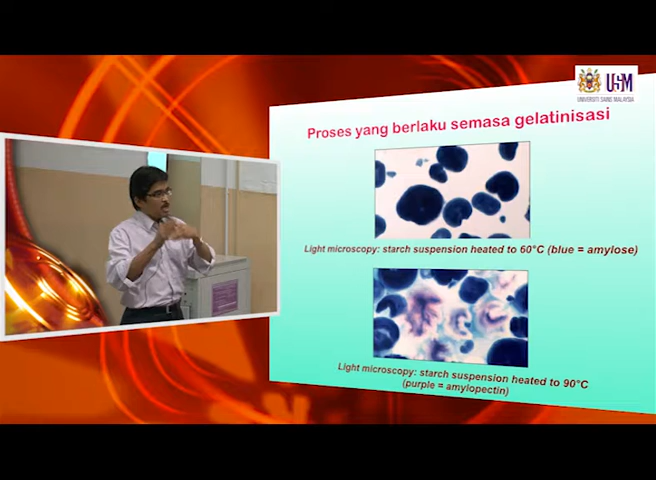 USM
UNIVERSITI SAINS MALAYSIA
Proses yang berlaku semasa gelatinisasi
Light microscopy: starch suspension heated to 60°C (blue = amylose)
Light microscopy: starch suspension heated to 90°C
(purple = amylopectin)